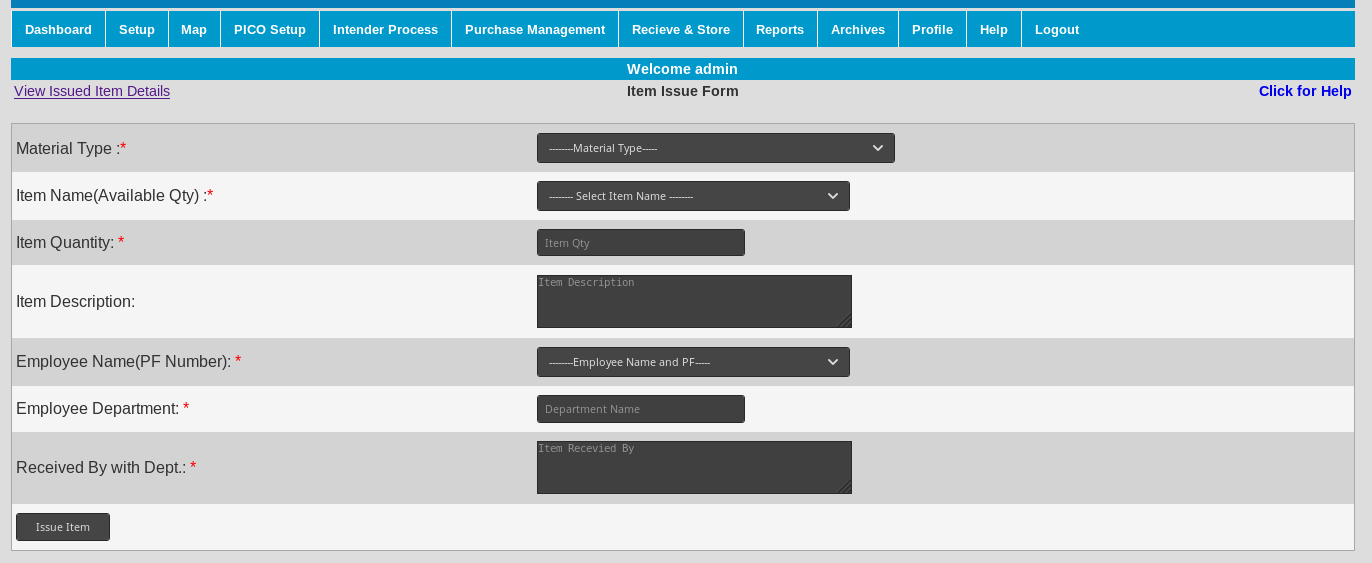 Dashboard Setup Map PICO Setup Intender Process Purchase Management Recieve & Store Reports Archives Profile Help Logout
Welcome admin
View Issued Item Details Item Issue Form Click for Help
Material Type :* --------Material Type-----
Item Name(Available Qty) :* -------- Select Item Name --------
Item Quantity: * Item Qty
Item Description: Item Description
Employee Name(PF Number): * --------Employee Name and PF-----
Employee Department: * Department Name
Received By with Dept.: * Item Recevied By
Issue Item